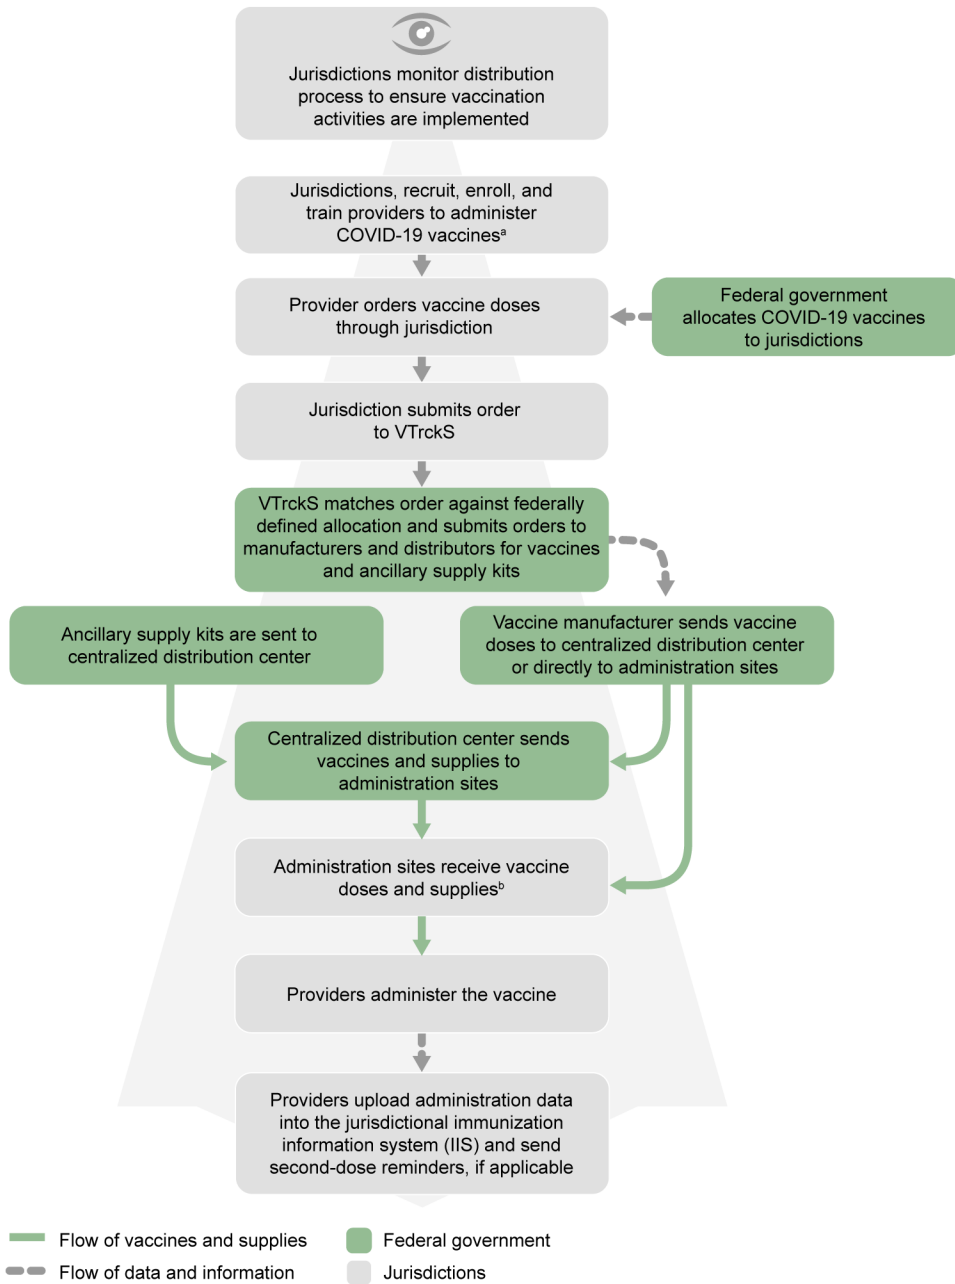 Jurisdictions monitor distribution
process to ensure vaccination
activities are implemented
Jurisdictions, recruit, enroll, and
train providers to administer
COVID-19 vaccinesᵃ
Provider orders vaccine doses
through jurisdiction
Federal government
allocates COVID-19 vaccines
to jurisdictions
Jurisdiction submits order
to VTrckS
VTrckS matches order against federally
defined allocation and submits orders to
manufacturers and distributors for vaccines
and ancillary supply kits
Ancillary supply kits are sent to
centralized distribution center
Vaccine manufacturer sends vaccine
doses to centralized distribution center
or directly to administration sites
Centralized distribution center sends
vaccines and supplies to
administration sites
Administration sites receive vaccine
doses and suppliesᵇ
Providers administer the vaccine
Providers upload administration data
into the jurisdictional immunization
information system (IIS) and send
second-dose reminders, if applicable
Flow of vaccines and supplies
Federal government
Flow of data and information
Jurisdictions